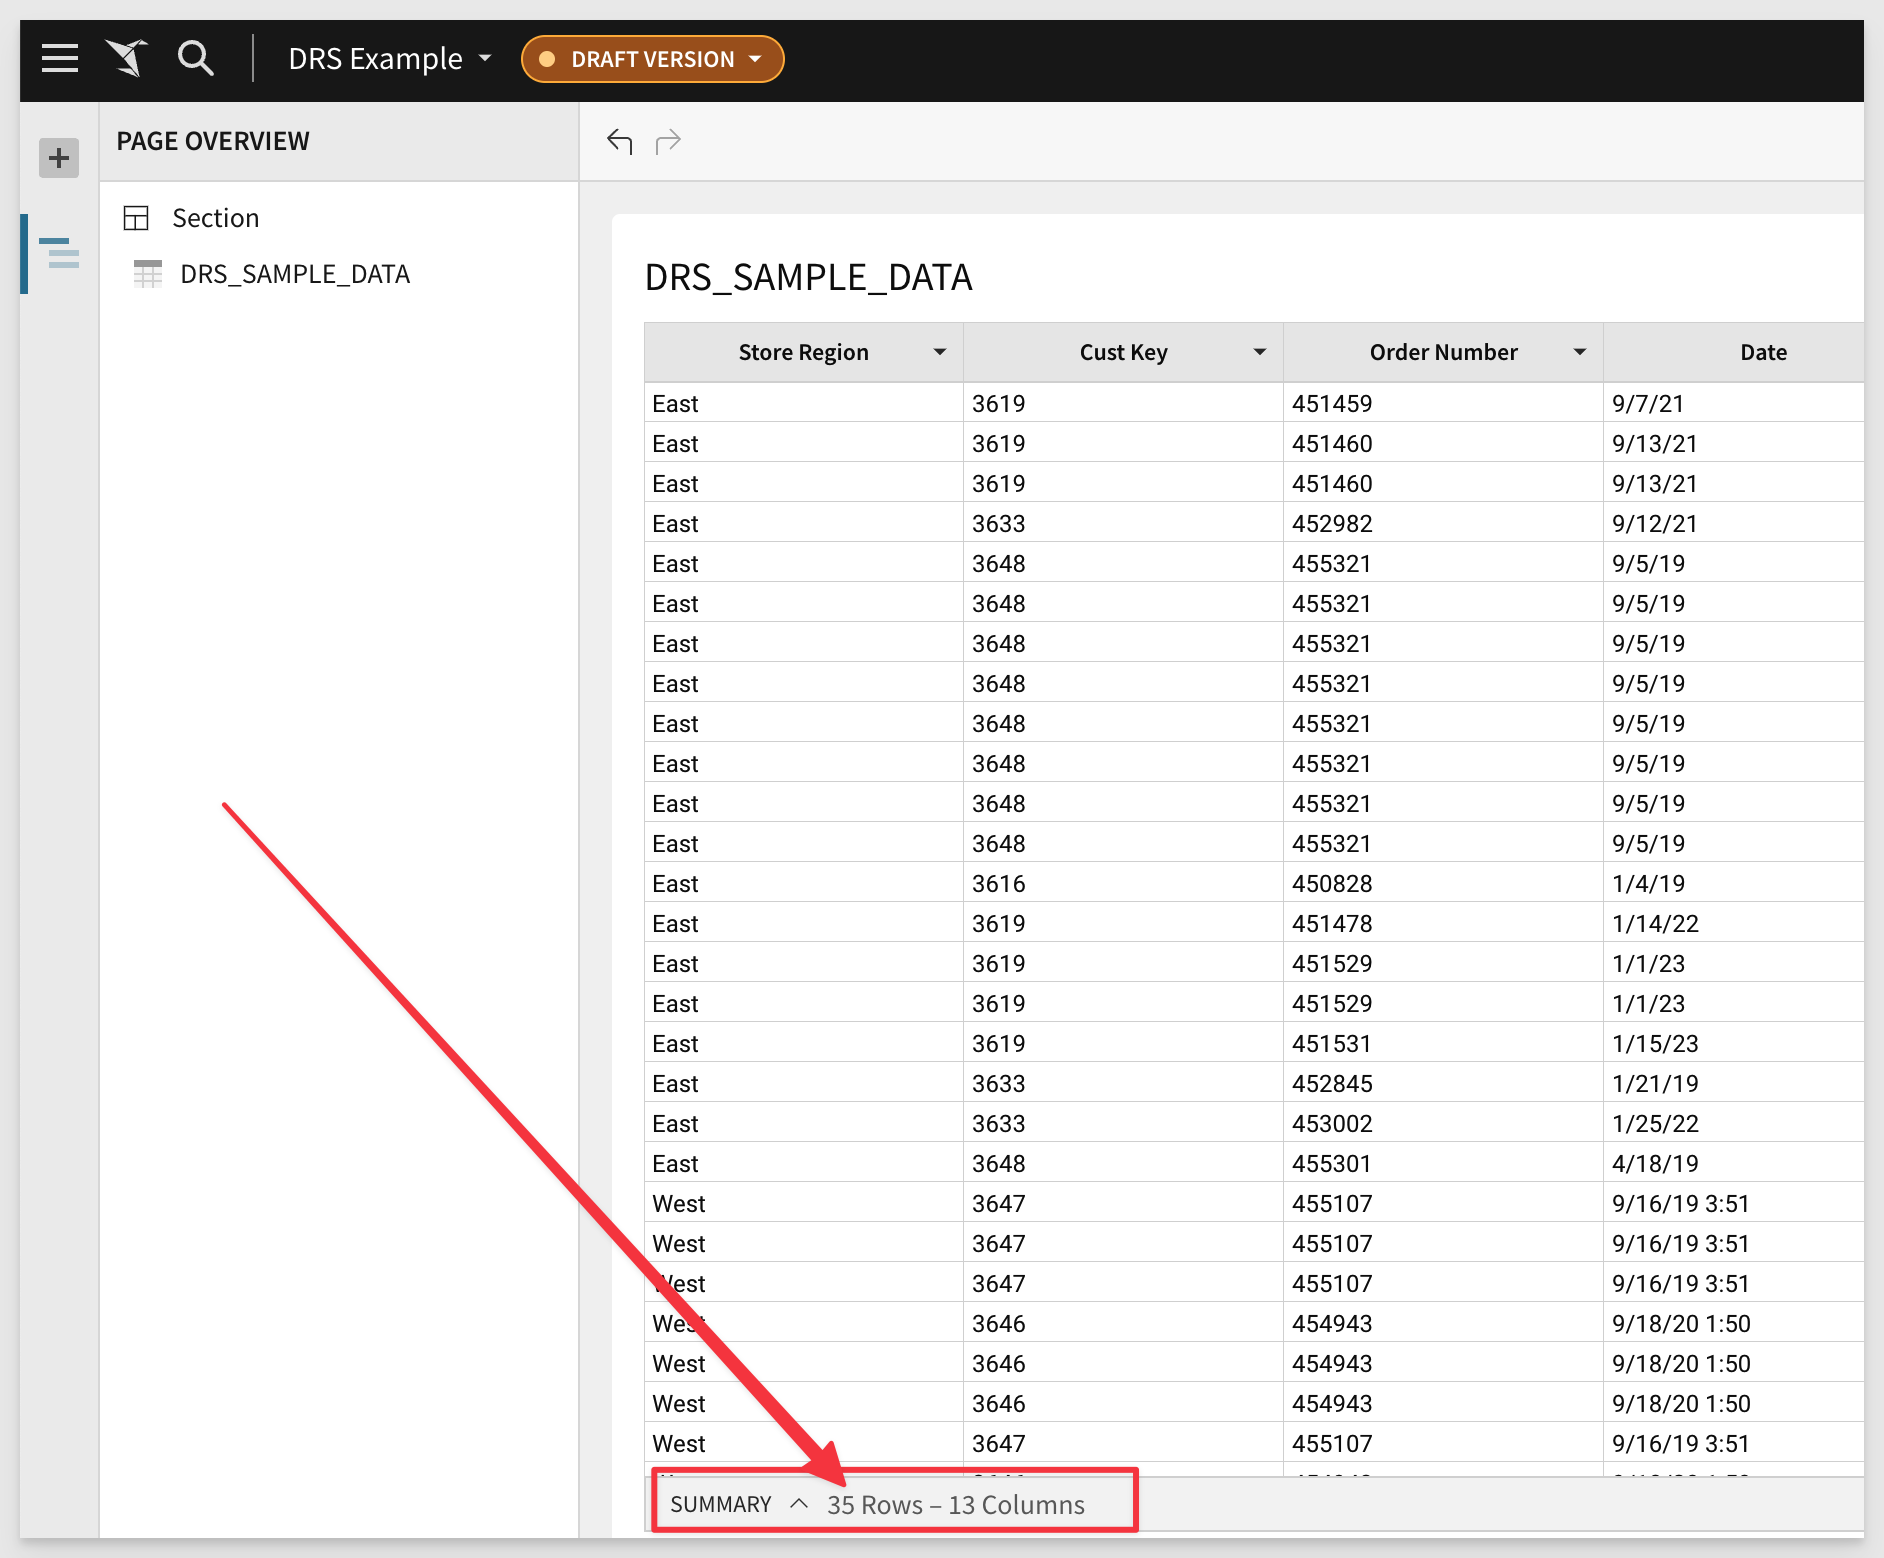 DRS Example DRAFT VERSION
PAGE OVERVIEW
Section
DRS_SAMPLE_DATA
DRS_SAMPLE_DATA
Store Region Cust Key Order Number Date
East 3619 451459 9/7/21
East 3619 451460 9/13/21
East 3619 451460 9/13/21
East 3633 452982 9/12/21
East 3648 455321 9/5/19
East 3648 455321 9/5/19
East 3648 455321 9/5/19
East 3648 455321 9/5/19
East 3648 455321 9/5/19
East 3648 455321 9/5/19
East 3648 455321 9/5/19
East 3648 455321 9/5/19
East 3616 450828 1/4/19
East 3619 451478 1/14/22
East 3619 451529 1/1/23
East 3619 451529 1/1/23
East 3619 451531 1/15/23
East 3633 452845 1/21/19
East 3633 453002 1/25/22
East 3648 455301 4/18/19
West 3647 455107 9/16/19 3:51
West 3647 455107 9/16/19 3:51
West 3647 455107 9/16/19 3:51
West 3646 454943 9/18/20 1:50
West 3646 454943 9/18/20 1:50
West 3646 454943 9/18/20 1:50
West 3647 455107 9/16/19 3:51
SUMMARY 35 Rows – 13 Columns